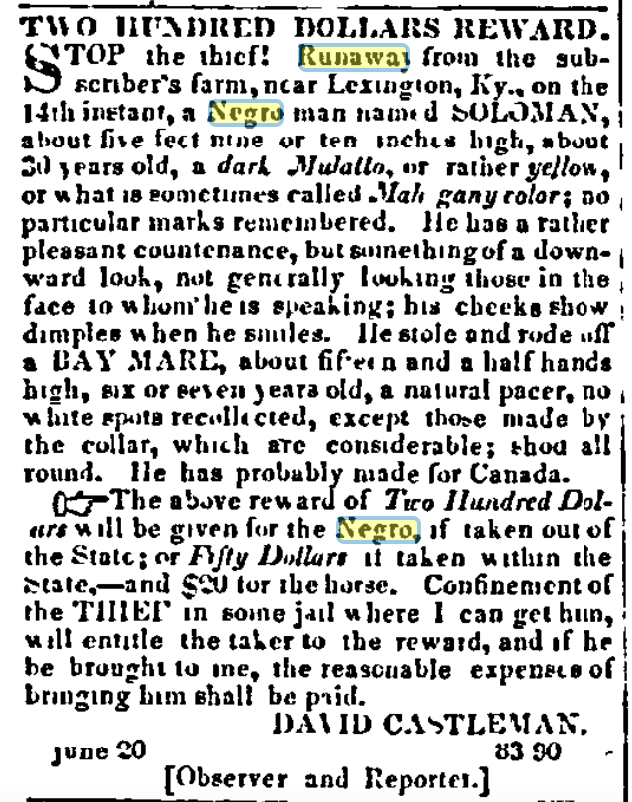 TWO HUNDRED DOLLARS REWARD.
STOP the thief! Runaway from the sub-
scriber's farm, near Lexington, Ky., on the
14th instant, a Negro man named SOLOMAN,
about five feet nine or ten inches high, about
30 years old, a dark Mulatto, or rather yellow,
or what is sometimes called Mahogany color; no
particular marks remembered. He has a rather
pleasant countenance, but something of a down-
ward look, not generally looking those in the
face to whom he is speaking; his cheeks show
dimples when he smiles. He stole and rode off
a BAY MARE, about fifteen and a half hands
high, six or seven years old, a natural pacer, no
white spots recollected, except those made by
the collar, which are considerable; shod all
round. He has probably made for Canada.
☞The above reward of Two Hundred Dol-
lars will be given for the Negro, if taken out of
the State; or Fifty Dollars if taken within the
State,—and $20 for the horse. Confinement of
the THIEF in some jail where I can get him,
will entitle the taker to the reward, and if he
be brought to me, the reasonable expenses of
bringing him shall be paid.
DAVID CASTLEMAN.
june 20 83 90
[Observer and Reporter.]